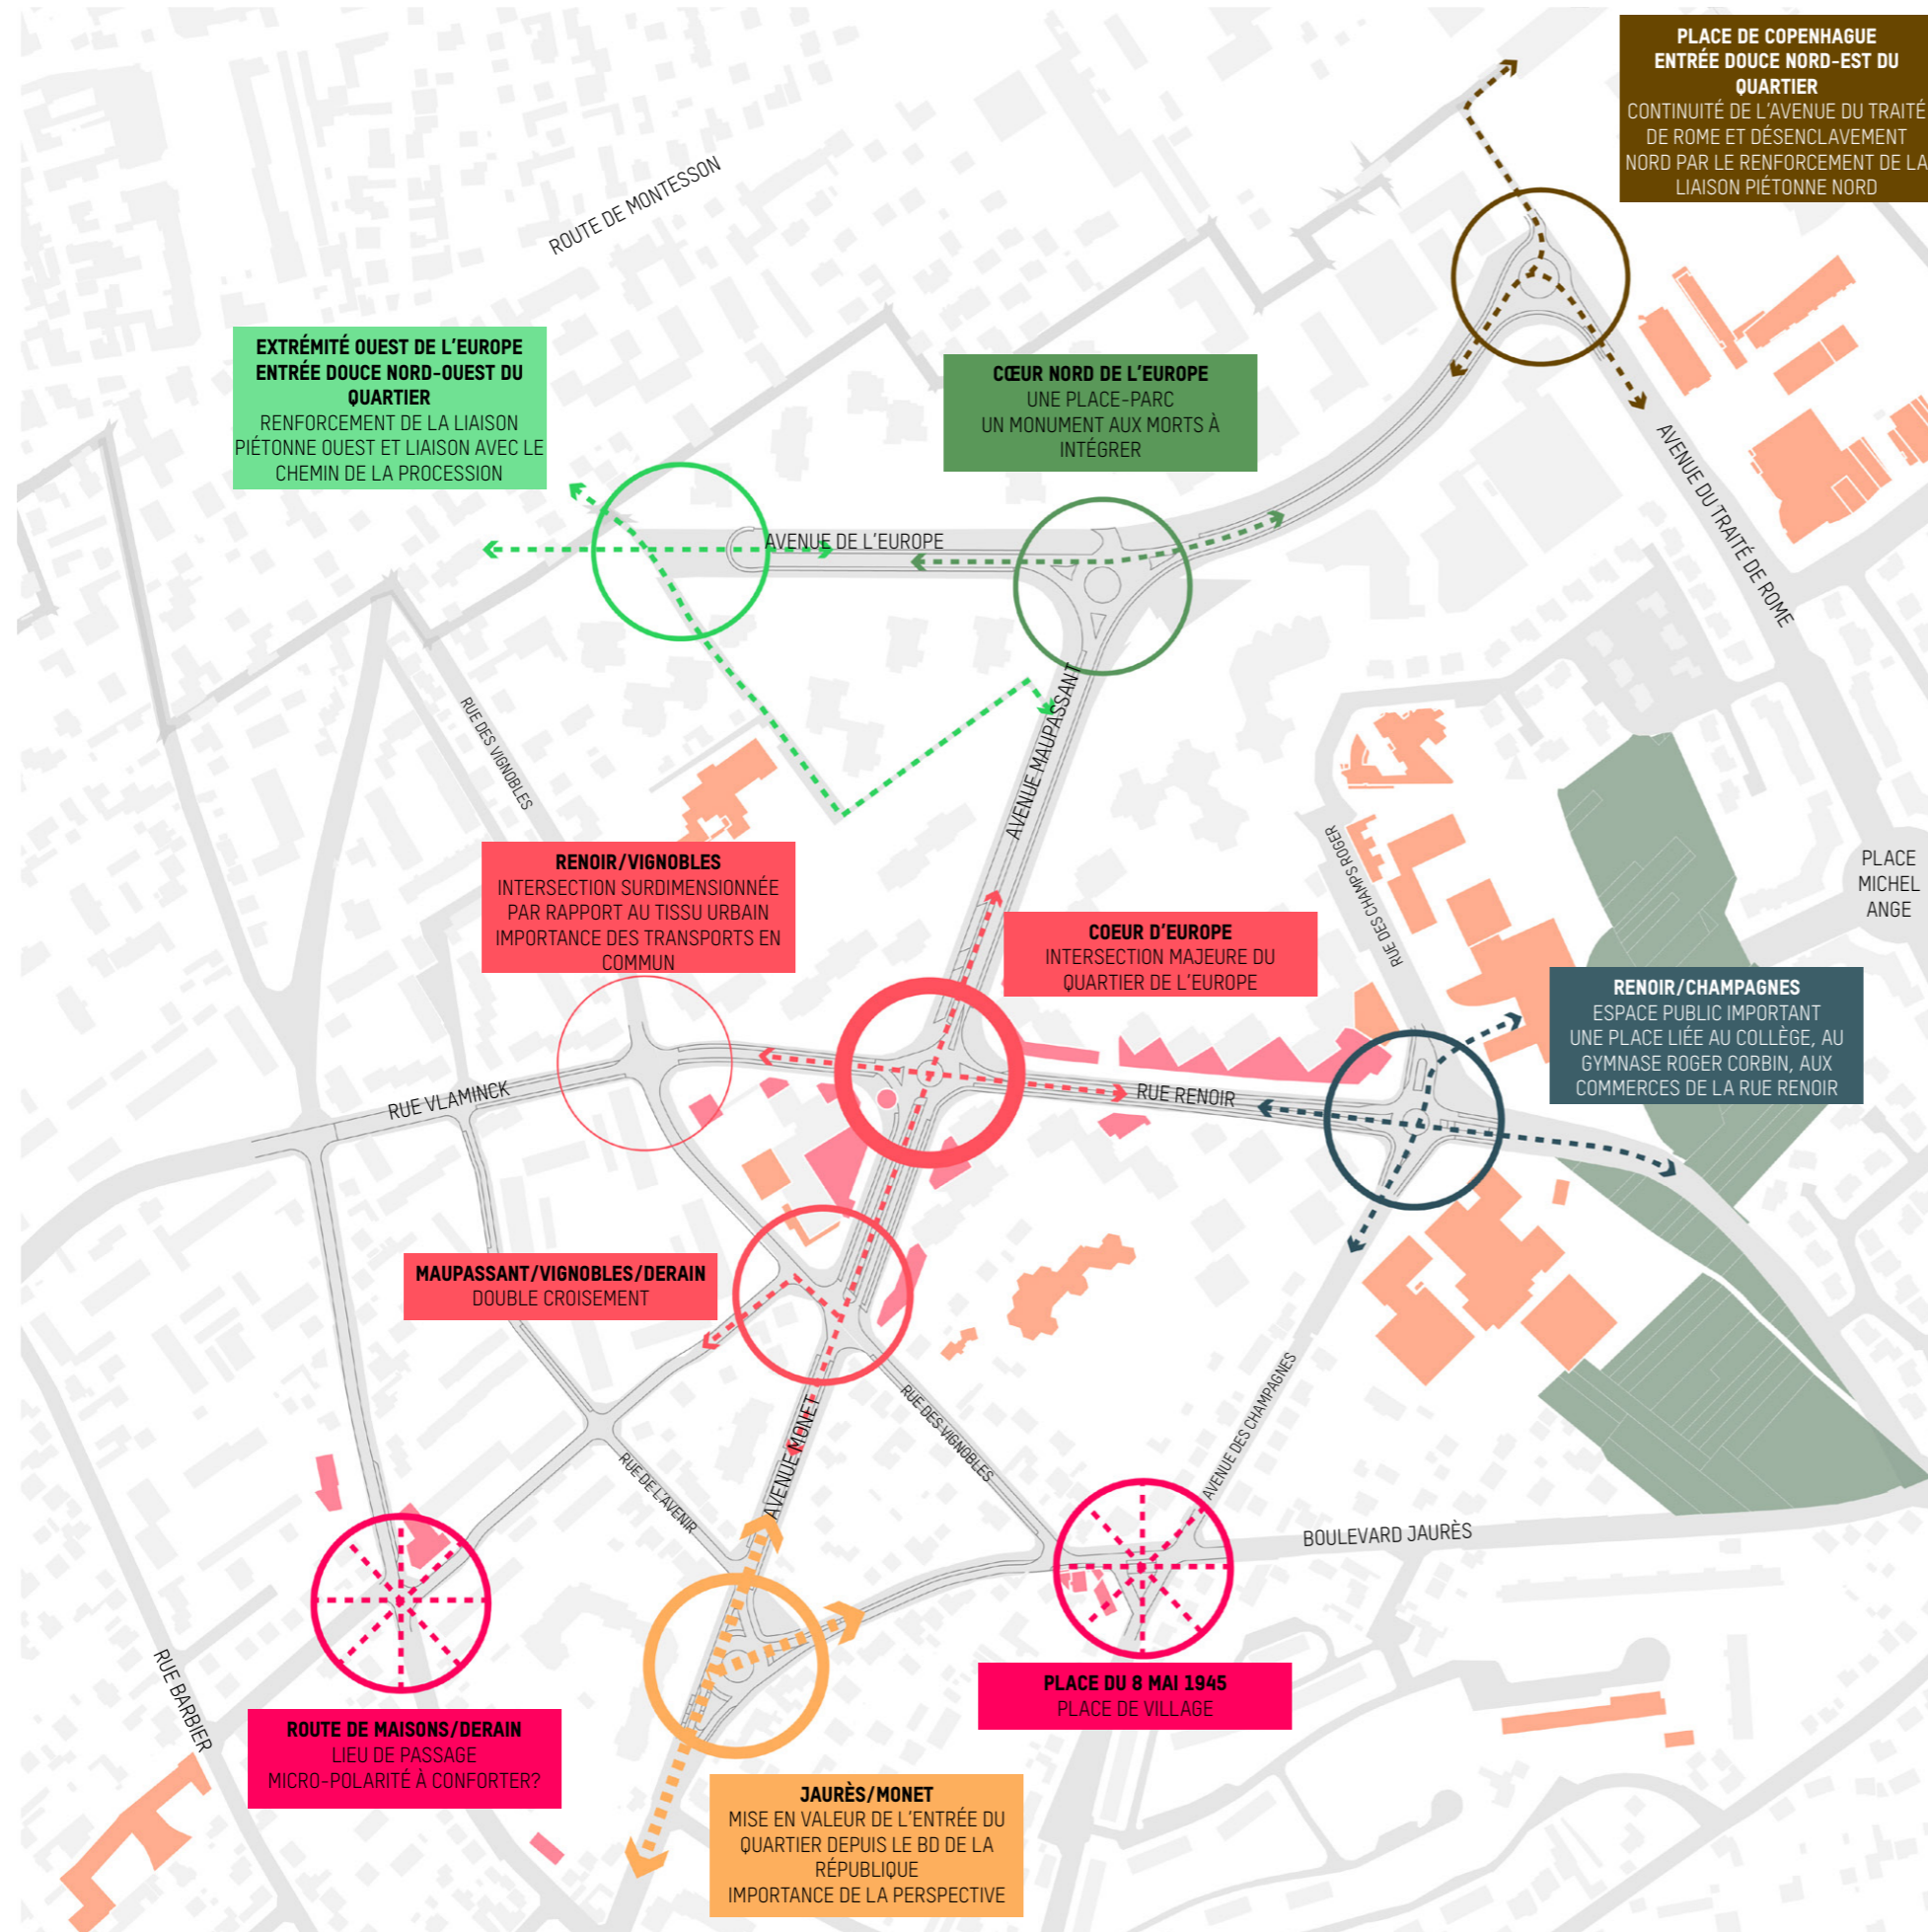 PLACE DE COPENHAGUE
ENTRÉE DOUCE NORD-EST DU
QUARTIER
CONTINUITÉ DE L'AVENUE DU TRAITÉ
DE ROME ET DÉSENCLAVEMENT
NORD PAR LE RENFORCEMENT DE LA
LIAISON PIÉTONNE NORD
ROUTE DE MONTESSON
EXTRÉMITÉ OUEST DE L'EUROPE
ENTRÉE DOUCE NORD-OUEST DU
QUARTIER
RENFORCEMENT DE LA LIAISON
PIÉTONNE OUEST ET LIAISON AVEC LE
CHEMIN DE LA PROCESSION
CŒUR NORD DE L'EUROPE
UNE PLACE-PARC
UN MONUMENT AUX MORTS À
INTÉGRER
AVENUE DU TRAITÉ DE ROME
AVENUE DE L'EUROPE
RUE DES VIGNOBLES
AVENUE MAUPASSANT
RUE DES CHAMPS ROGER
PLACE
MICHEL
ANGE
RENOIR/VIGNOBLES
INTERSECTION SURDIMENSIONNÉE
PAR RAPPORT AU TISSU URBAIN
IMPORTANCE DES TRANSPORTS EN
COMMUN
COEUR D'EUROPE
INTERSECTION MAJEURE DU
QUARTIER DE L'EUROPE
RENOIR/CHAMPAGNES
ESPACE PUBLIC IMPORTANT
UNE PLACE LIÉE AU COLLÈGE, AU
GYMNASE ROGER CORBIN, AUX
COMMERCES DE LA RUE RENOIR
RUE VLAMINCK
RUE RENOIR
MAUPASSANT/VIGNOBLES/DERAIN
DOUBLE CROISEMENT
AVENUE MONET
RUE DES VIGNOBLES
AVENUE DES CHAMPAGNES
RUE DE L'AVENIR
BOULEVARD JAURÈS
RUE BARBIER
PLACE DU 8 MAI 1945
PLACE DE VILLAGE
ROUTE DE MAISONS/DERAIN
LIEU DE PASSAGE
MICRO-POLARITÉ À CONFORTER?
JAURÈS/MONET
MISE EN VALEUR DE L'ENTRÉE DU
QUARTIER DEPUIS LE BD DE LA
RÉPUBLIQUE
IMPORTANCE DE LA PERSPECTIVE